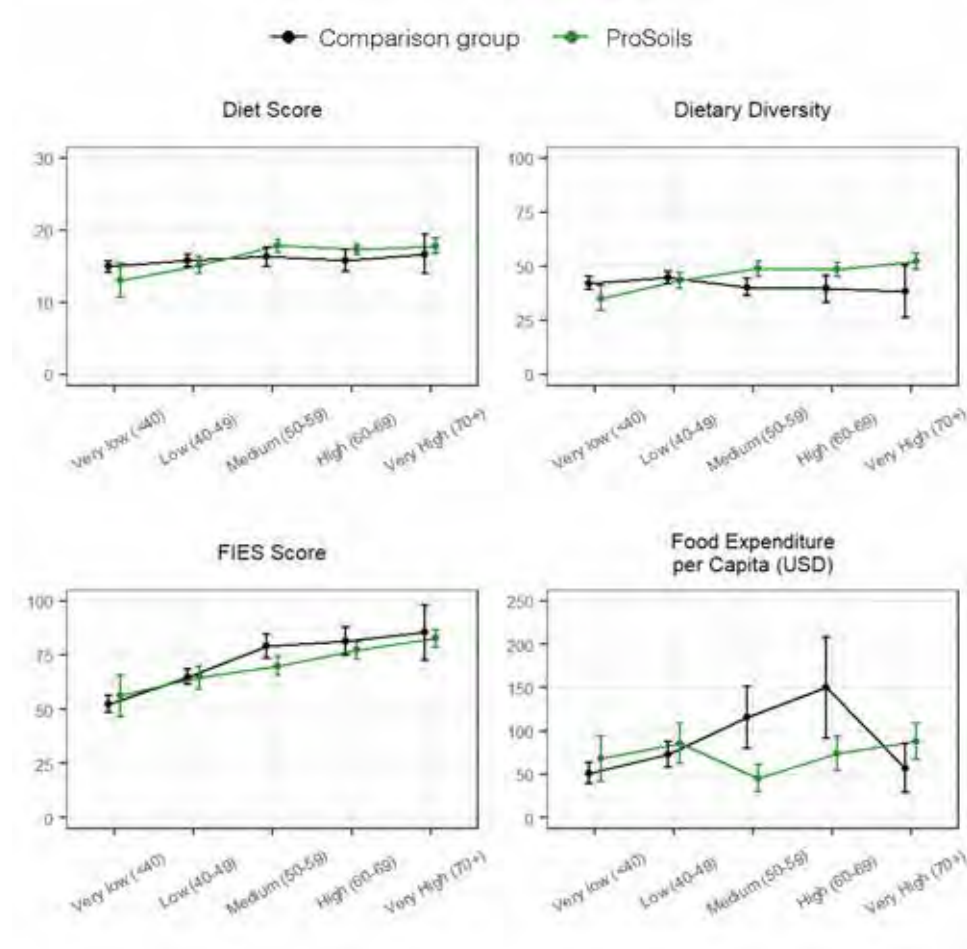 Comparison group ProSoils
Diet Score
30
20
10
0
Very low (<40) Low (40-49) Medium (50-59) High (60-69) Very High (70+)
Dietary Diversity
100
75
50
25
0
Very low (<40) Low (40-49) Medium (50-59) High (60-69) Very High (70+)
FIES Score
100
75
50
25
0
Very low (<40) Low (40-49) Medium (50-59) High (60-69) Very High (70+)
Food Expenditure
per Capita (USD)
250
200
150
100
50
0
Very low (<40) Low (40-49) Medium (50-59) High (60-69) Very High (70+)